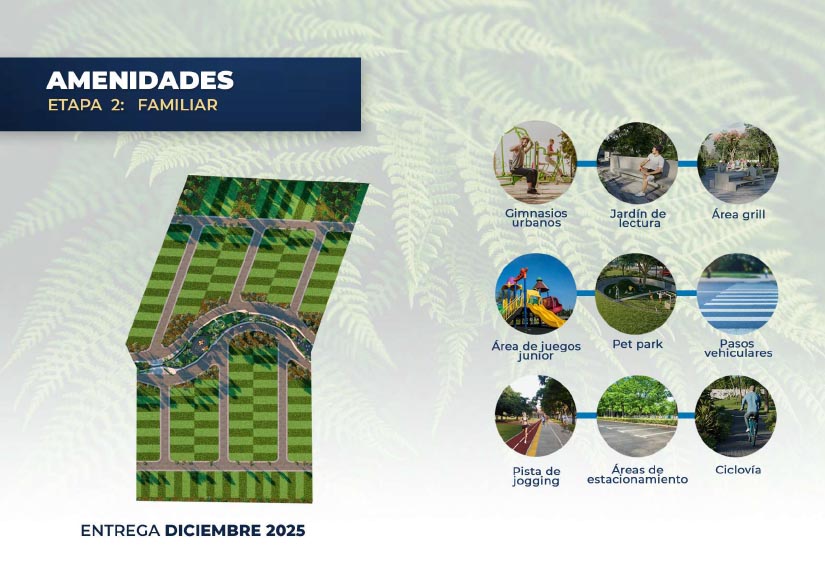 AMENIDADES
ETAPA 2: FAMILIAR
Gimnasios
urbanos
Jardín de
lectura
Área grill
Área de juegos
junior
Pet park
Pasos
vehiculares
Pista de
jogging
Áreas de
estacionamiento
Ciclovía
ENTREGA DICIEMBRE 2025